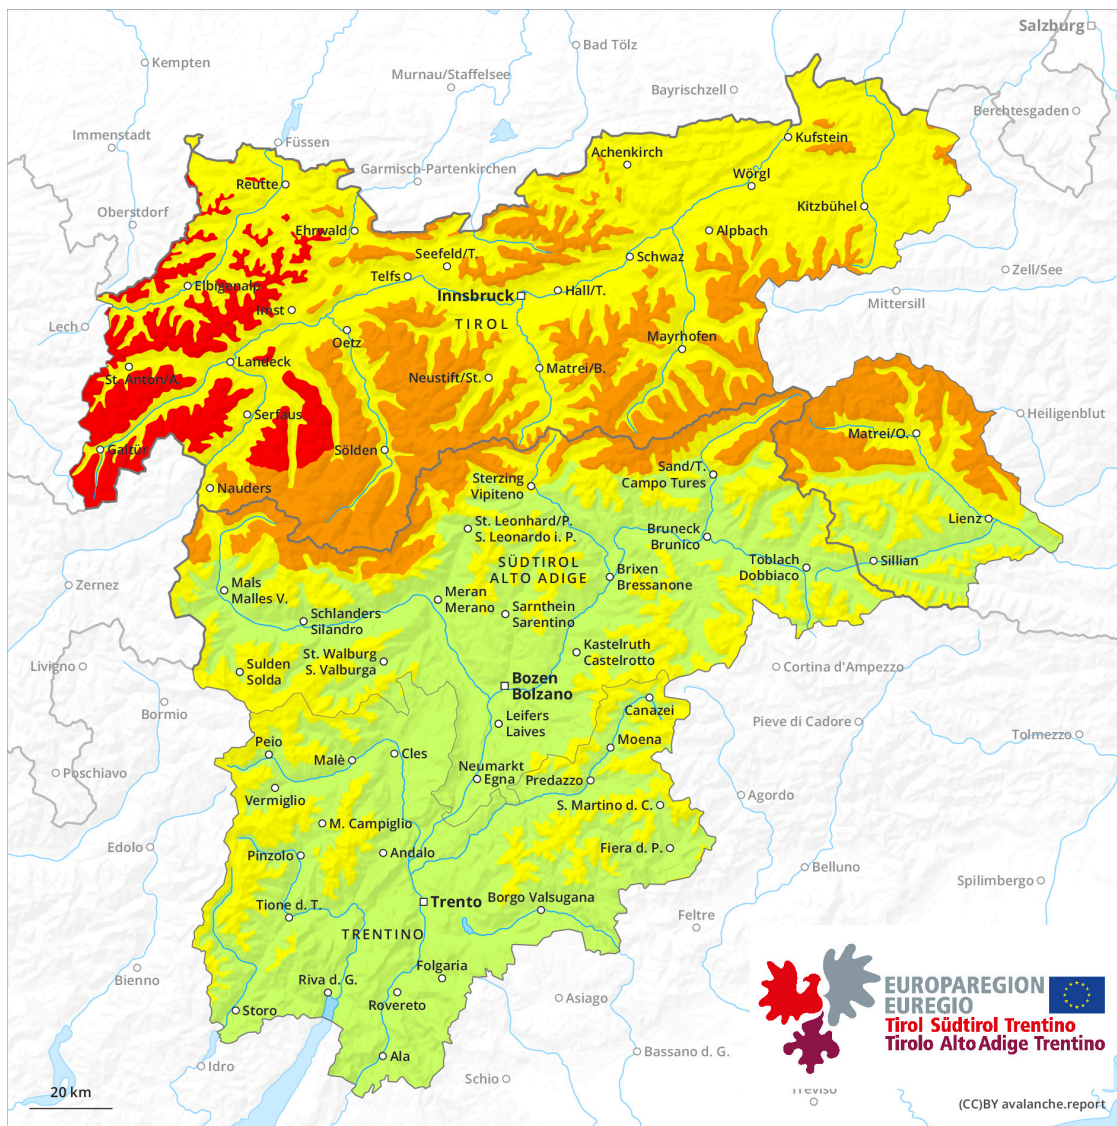 Salzburg
Bad Tölz
Kempten
Murnau/Staffelsee
Bayrischzell
Berchtesgaden
Immenstadt
Füssen
Kufstein
Achenkirch
Garmisch-Partenkirchen
Wörgl
Reutte
Oberstdorf
Kitzbühel
Ehrwald
Alpbach
Seefeld/T.
Schwaz
Telfs
Zell/See
Elbigenalp
Innsbruck
Hall/T.
Mittersill
Imst
Lech
TIROL
Oetz
Mayrhofen
Landeck
Matrei/B.
St. Anton/A.
Neustift/St.
Serfaus
Heiligenblut
Matrei/O.
Galtür
Sölden
Sand/T.
Campo Tures
Sterzing
Vipiteno
Nauders
Lienz
St. Leonhard/P.
S. Leonardo i. P.
Bruneck
Brunico
SÜDTIROL
ALTO ADIGE
Toblach
Dobbiaco
Sillian
Brixen
Bressanone
Zernez
Mals
Malles V.
Meran
Merano
Sarnthein
Sarentino
Schlanders
Silandro
Kastelruth
Castelrotto
St. Walburg
S. Valburga
Livigno
Sulden
Solda
Cortina d'Ampezzo
Bozen
Bolzano
Bormio
Canazei
Leifers
Laives
Pieve di Cadore
Tolmezzo
Moena
Peio
Cles
Malè
Neumarkt
Egna
Poschiavo
Predazzo
Vermiglio
Agordo
S. Martino d. C.
M. Campiglio
Edolo
Pinzolo
Andalo
Fiera d. P.
Belluno
Spilimbergo
Trento
Borgo Valsugana
Tione d. T.
Feltre
TRENTINO
Bienno
Folgaria
Riva d. G.
Rovereto
Asiago
Storo
EUROPAREGION
EUREGIO
Tirol Südtirol Trentino
Tirolo Alto Adige Trentino
Ala
Bassano d. G.
Idro
Schio
20 km
Treviso
(CC)BY avalanche.report